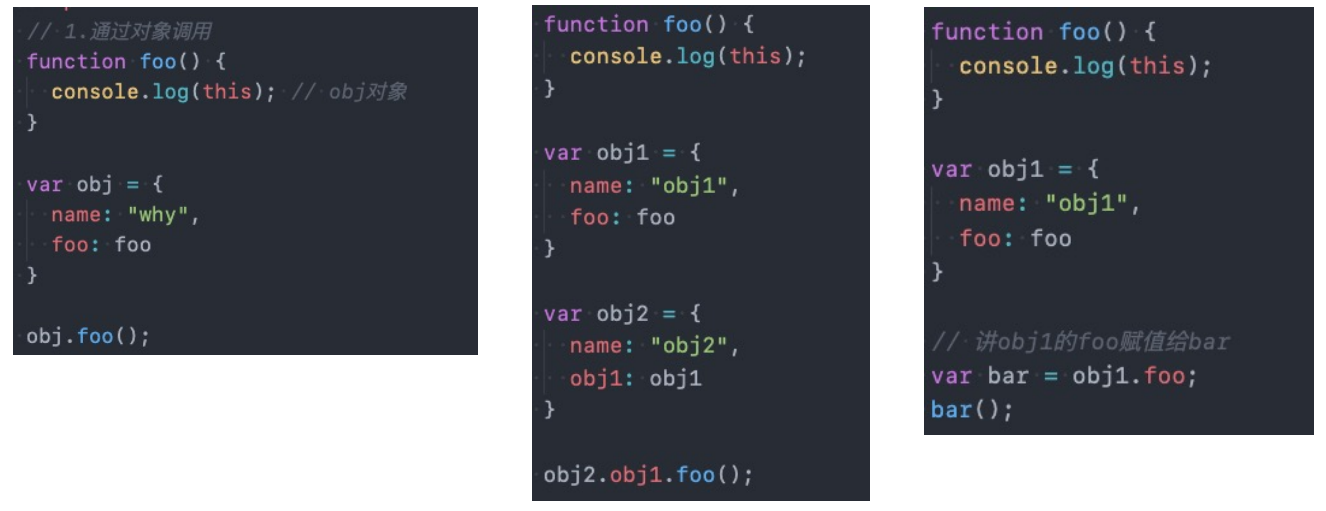 // 1.通过对象调用
function foo() {
  console.log(this); // obj对象
}

var obj = {
  name: "why",
  foo: foo
}

obj.foo();

function foo() {
  console.log(this);
}

var obj1 = {
  name: "obj1",
  foo: foo
}

var obj2 = {
  name: "obj2",
  obj1: obj1
}

obj2.obj1.foo();

function foo() {
  console.log(this);
}

var obj1 = {
  name: "obj1",
  foo: foo
}

// 讲obj1的foo赋值给bar
var bar = obj1.foo;
bar();